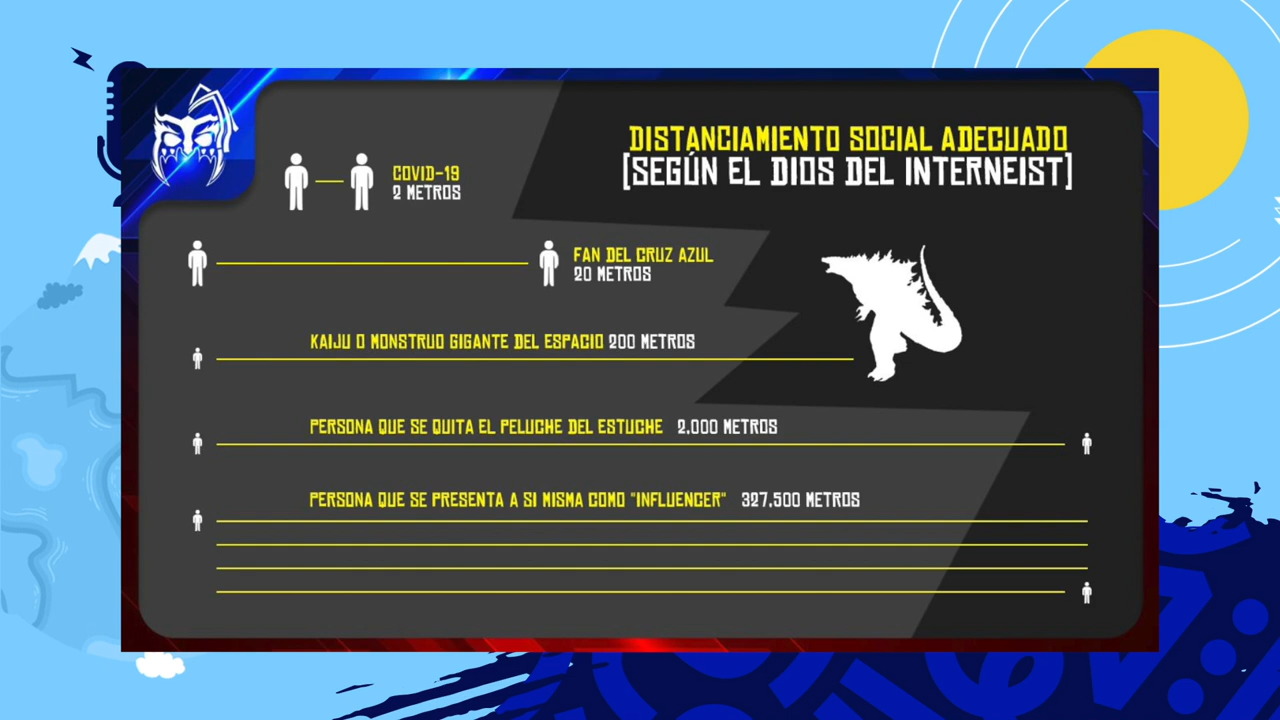 DISTANCIAMIENTO SOCIAL ADECUADO
[SEGÚN EL DIOS DEL INTERNEIST]
COVID-19
2 METROS
FAN DEL CRUZ AZUL
20 METROS
KAIJU O MONSTRUO GIGANTE DEL ESPACIO 200 METROS
PERSONA QUE SE QUITA EL PELUCHE DEL ESTUCHE 2,000 METROS
PERSONA QUE SE PRESENTA A SI MISMA COMO "INFLUENCER" 327,500 METROS